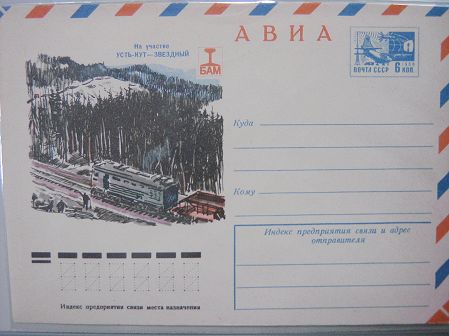 На участке
УСТЬ-КУТ—ЗВЕЗДНЫЙ
БАМ
АВИА
ПОЧТА СССР 6 КОП.
Куда
Кому
Индекс предприятия связи и адрес
отправителя
Индекс предприятия связи места назначения